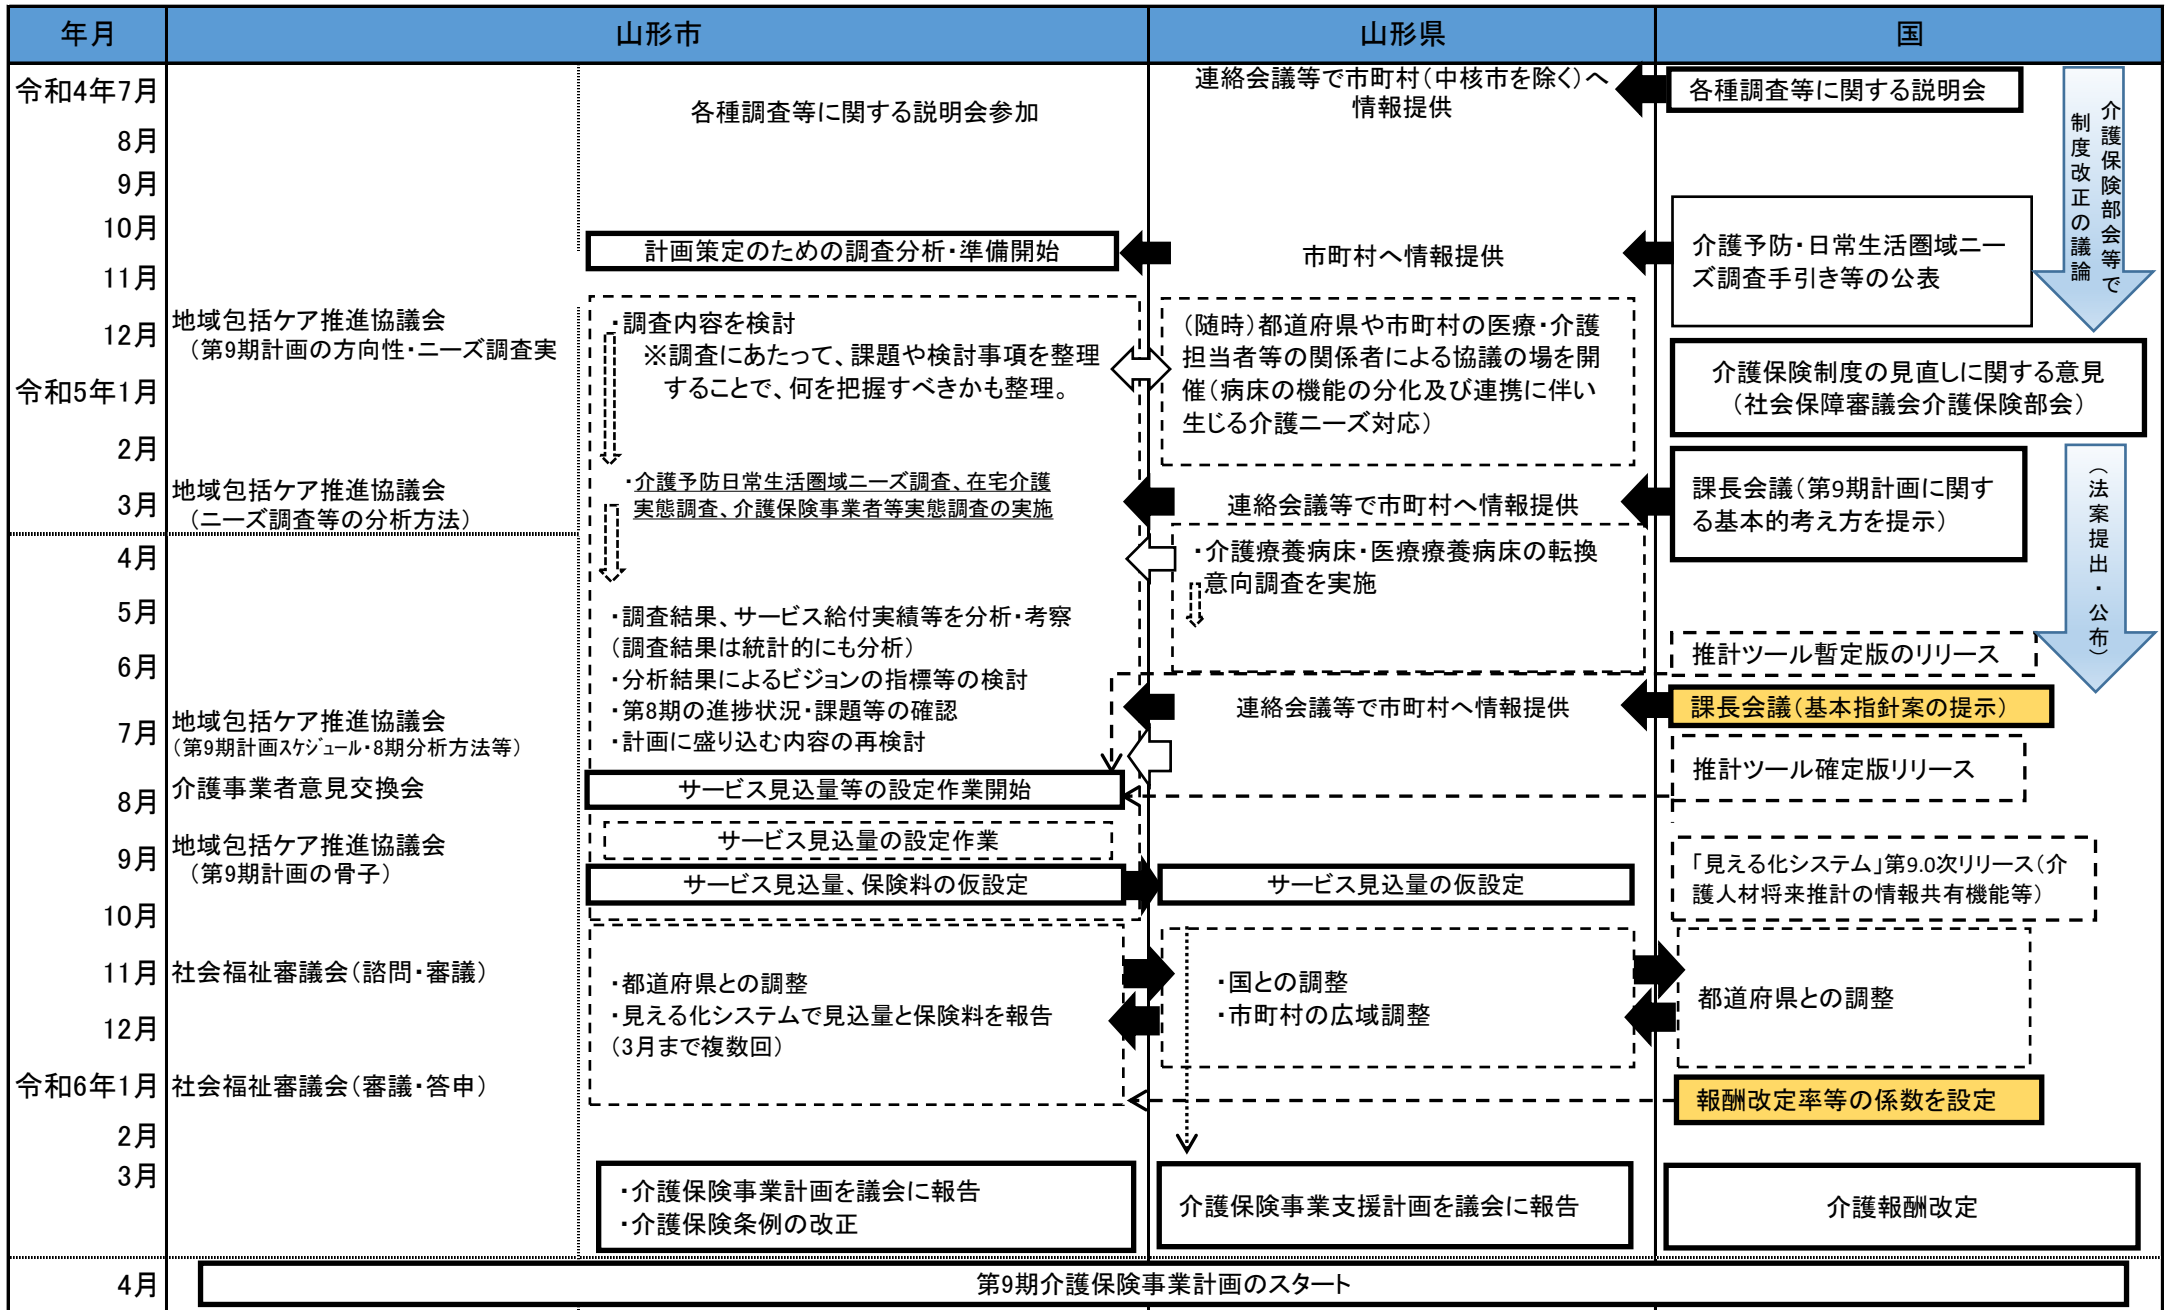 年月
山形市
山形県
国
令和4年7月
8月
9月
10月
11月
12月
令和5年1月
2月
3月
4月
5月
6月
7月
8月
9月
10月
11月
12月
令和6年1月
2月
3月
4月
地域包括ケア推進協議会
（第9期計画の方向性・ニーズ調査実
地域包括ケア推進協議会
（ニーズ調査等の分析方法）
地域包括ケア推進協議会
（第9期計画スケジュール・8期分析方法等）
介護事業者意見交換会
地域包括ケア推進協議会
（第9期計画の骨子）
社会福祉審議会（諮問・審議）
社会福祉審議会（審議・答申）
各種調査等に関する説明会参加
計画策定のための調査分析・準備開始
・調査内容を検討
※調査にあたって、課題や検討事項を整理
することで、何を把握すべきかも整理。
・介護予防日常生活圏域ニーズ調査、在宅介護
実態調査、介護保険事業者等実態調査の実施
・調査結果、サービス給付実績等を分析・考察
（調査結果は統計的にも分析）
・分析結果によるビジョンの指標等の検討
・第8期の進捗状況・課題等の確認
・計画に盛り込む内容の再検討
サービス見込量等の設定作業開始
サービス見込量の設定作業
サービス見込量、保険料の仮設定
・都道府県との調整
・見える化システムで見込量と保険料を報告
（3月まで複数回）
・介護保険事業計画を議会に報告
・介護保険条例の改正
連絡会議等で市町村（中核市を除く）へ
情報提供
市町村へ情報提供
（随時）都道府県や市町村の医療・介護
担当者等の関係者による協議の場を開
催（病床の機能の分化及び連携に伴い
生じる介護ニーズ対応）
連絡会議等で市町村へ情報提供
・介護療養病床・医療療養病床の転換
意向調査を実施
連絡会議等で市町村へ情報提供
サービス見込量の仮設定
・国との調整
・市町村の広域調整
介護保険事業支援計画を議会に報告
各種調査等に関する説明会
介護予防・日常生活圏域ニー
ズ調査手引き等の公表
介護保険制度の見直しに関する意見
（社会保障審議会介護保険部会）
課長会議（第9期計画に関す
る基本的考え方を提示）
推計ツール暫定版のリリース
課長会議（基本指針案の提示）
推計ツール確定版リリース
「見える化システム」第9.0次リリース（介
護人材将来推計の情報共有機能等）
都道府県との調整
報酬改定率等の係数を設定
介護報酬改定
介護保険部会等で
制度改正の議論
（法案提出・公布）
第9期介護保険事業計画のスタート